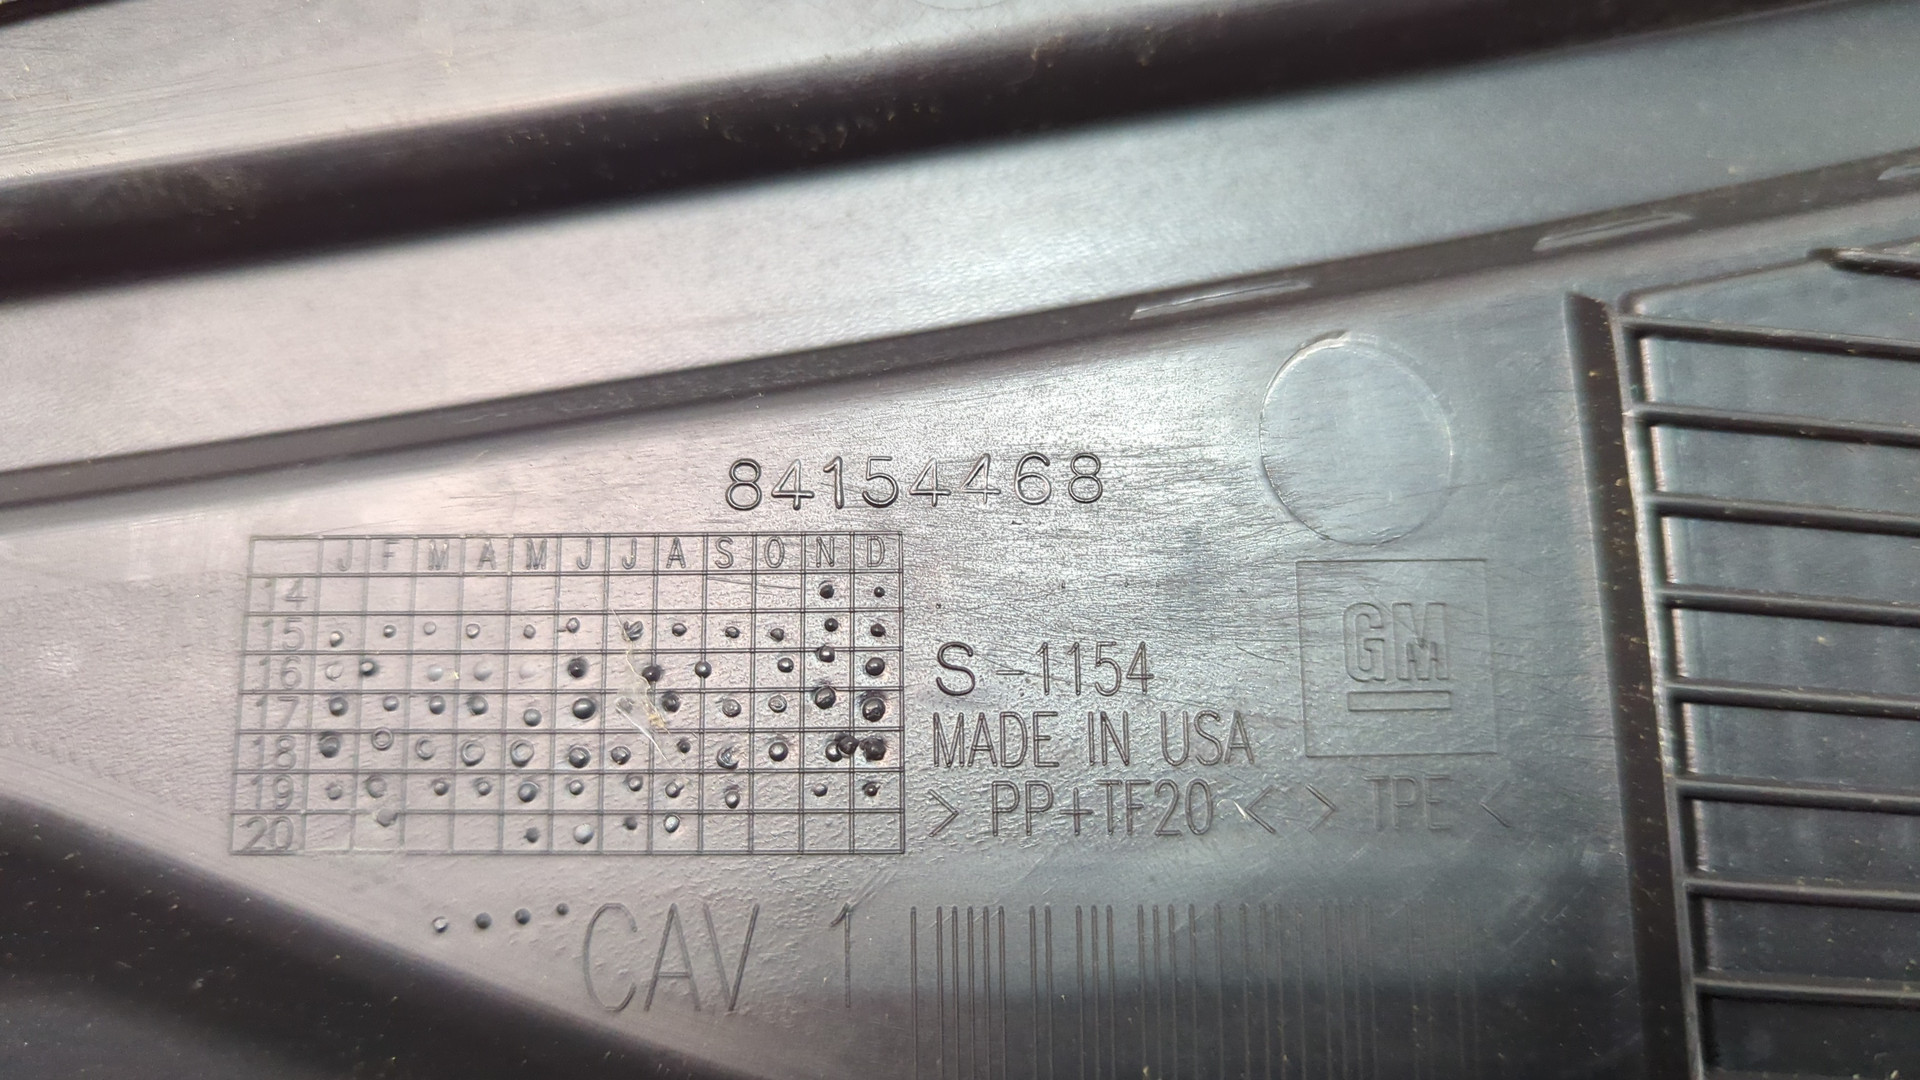 84154468
J F M A M J J A S O N D
14
15
16
17
18
19
20
S-1154
MADE IN USA
> PP+TF20 < > TPE <
GM
CAV 1